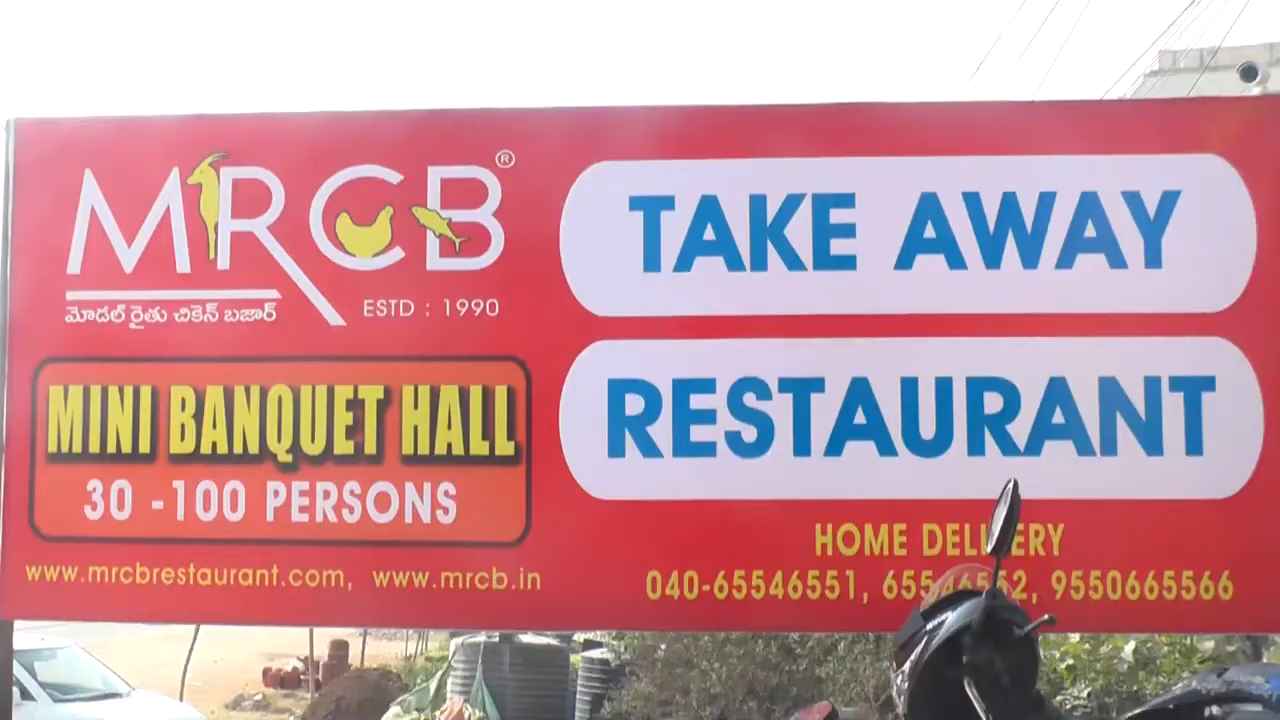 MRCB®
మోడల్ రైతు చికెన్ బజార్
ESTD : 1990
MINI BANQUET HALL
30 -100 PERSONS
www.mrcbrestaurant.com, www.mrcb.in
TAKE AWAY
RESTAURANT
HOME DELIVERY
040-65546551, 65546552, 9550665566